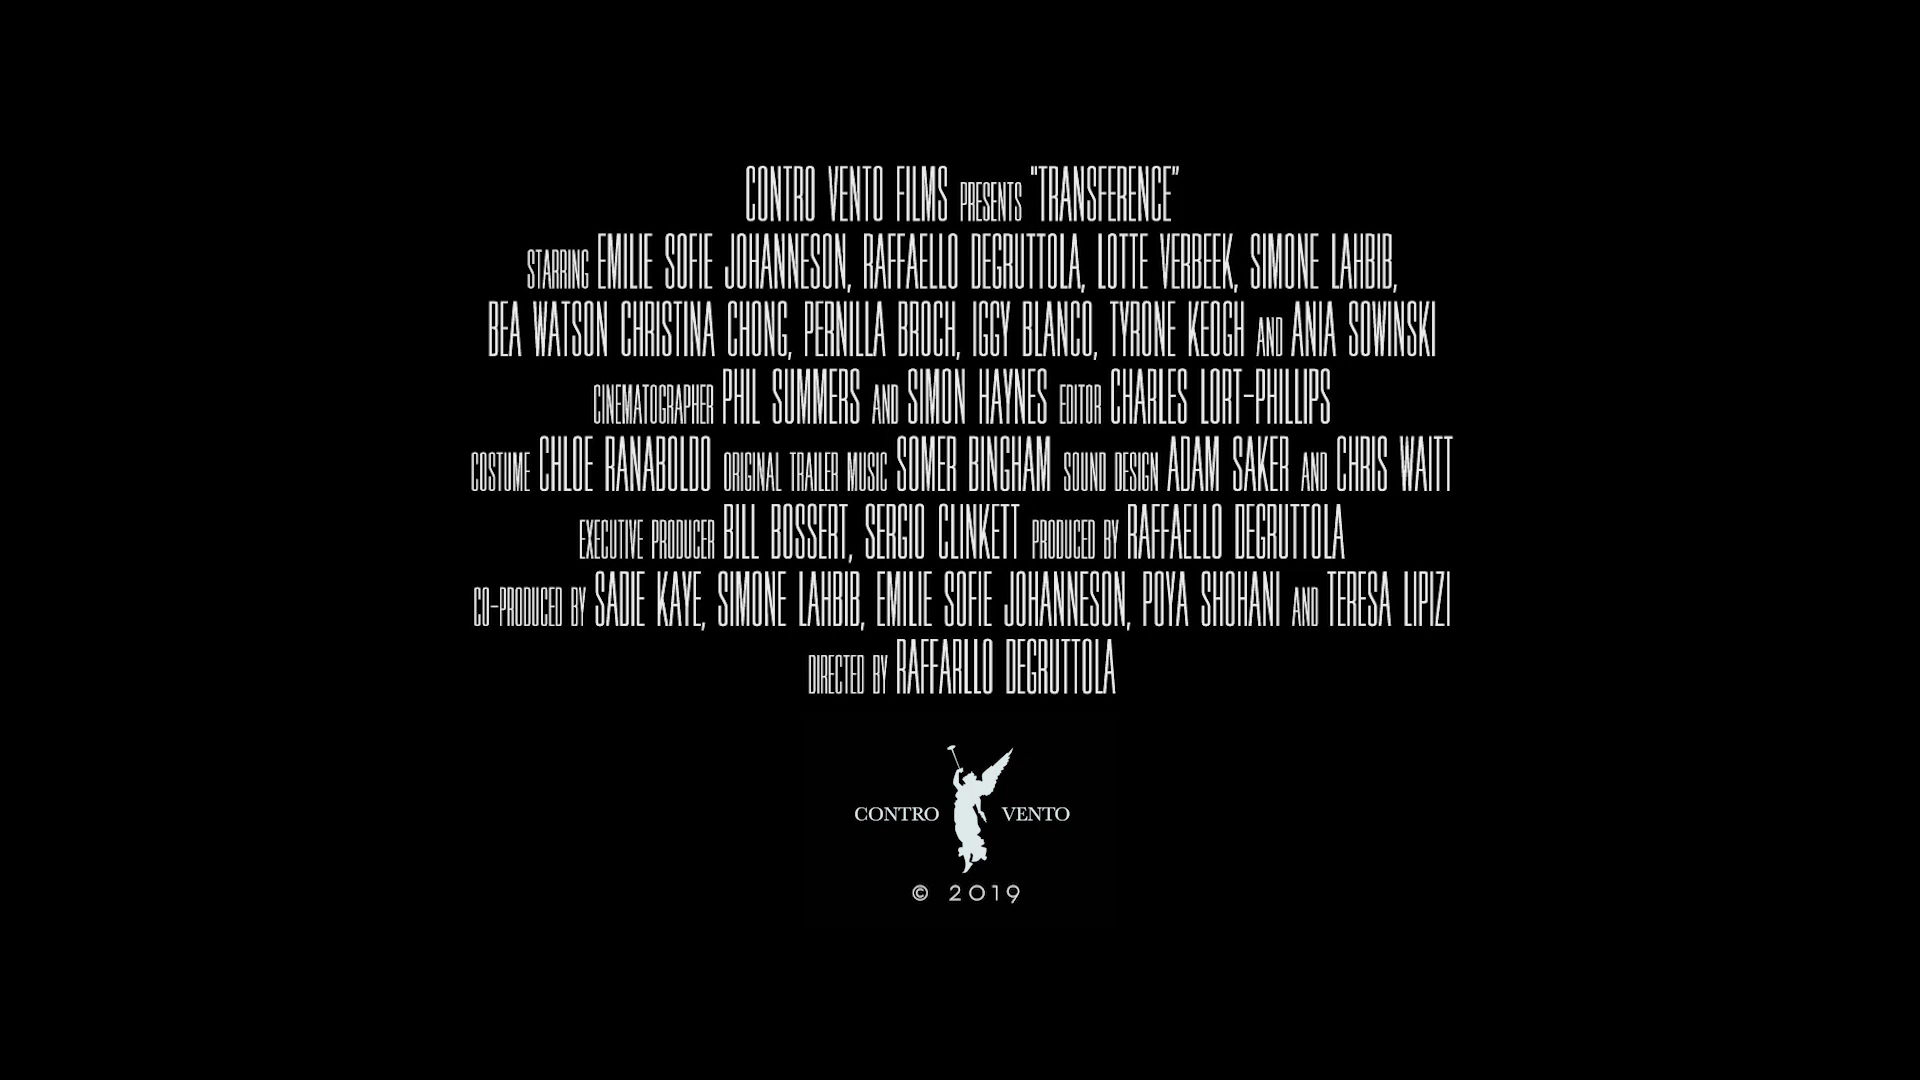 CONTRO VENTO FILMS PRESENTS "TRANSFERENCE"
STARRING EMILIE SOFIE JOHANNESON, RAFFAELLO DEGRUTTOLA, LOTTE VERBEEK, SIMONE LAHBIB,
BEA WATSON CHRISTINA CHONG, PERNILLA BROCH, IGGY BLANCO, TYRONE KEOGH AND ANIA SOWINSKI
CINEMATOGRAPHER PHIL SUMMERS AND SIMON HAYNES EDITOR CHARLES LORT-PHILLIPS
COSTUME CHLOE RANABOLDO ORIGINAL TRAILER MUSIC SOMER BINGHAM SOUND DESIGN ADAM SAKER AND CHRIS WAITT
EXECUTIVE PRODUCER BILL BOSSERT, SERGIO CLINKETT PRODUCED BY RAFFAELLO DEGRUTTOLA
CO-PRODUCED BY SADIE KAYE, SIMONE LAHBIB, EMILIE SOFIE JOHANNESON, POYA SHOHANI AND TERESA LIPIZI
DIRECTED BY RAFFARLLO DEGRUTTOLA
CONTRO VENTO
© 2019